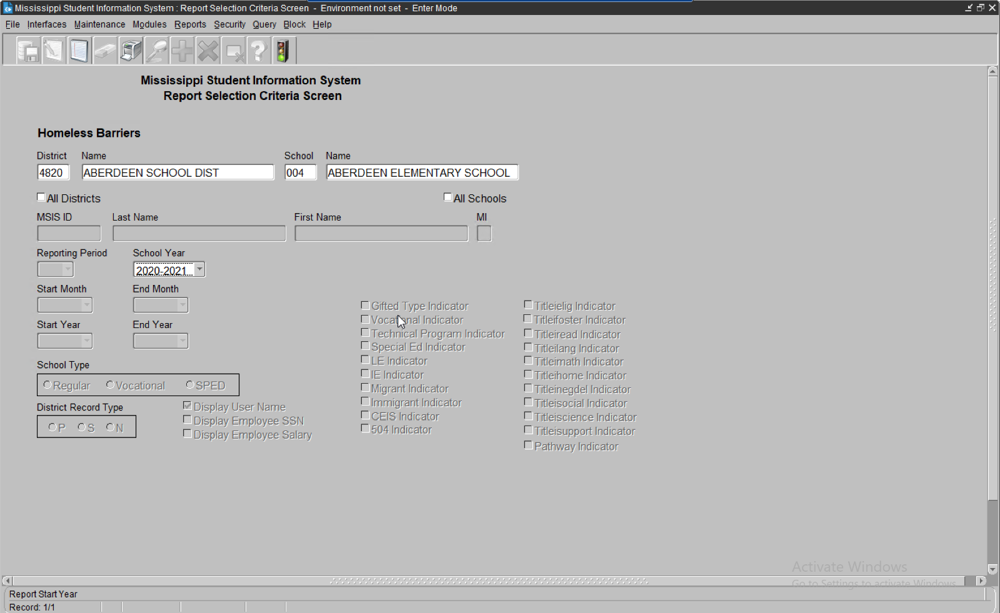 Mississippi Student Information System : Report Selection Criteria Screen - Environment not set - Enter Mode
File Interfaces Maintenance Modules Reports Security Query Block Help
Mississippi Student Information System
Report Selection Criteria Screen
Homeless Barriers
District Name School Name
4820 ABERDEEN SCHOOL DIST 004 ABERDEEN ELEMENTARY SCHOOL
All Districts All Schools
MSIS ID Last Name First Name MI
Reporting Period School Year
2020-2021...
Start Month End Month
Start Year End Year
School Type
Regular Vocational SPED
District Record Type
P S N
Display User Name
Display Employee SSN
Display Employee Salary
Gifted Type Indicator
Vocational Indicator
Technical Program Indicator
Special Ed Indicator
LE Indicator
IE Indicator
Migrant Indicator
Immigrant Indicator
CEIS Indicator
504 Indicator
Titleielig Indicator
Titleifoster Indicator
Titleiread Indicator
Titleilang Indicator
Titleimath Indicator
Titleihome Indicator
Titleinegdel Indicator
Titleisocial Indicator
Titleiscience Indicator
Titleisupport Indicator
Pathway Indicator
Activate Windows
Go to Settings to activate Windows.
Report Start Year
Record: 1/1